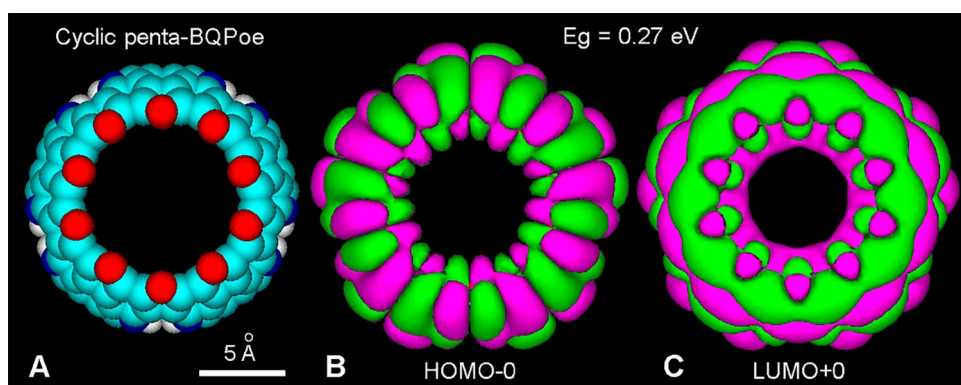 Cyclic penta-BQPoe
Eg = 0.27 eV
A
5 Å
B
HOMO-0
C
LUMO+0